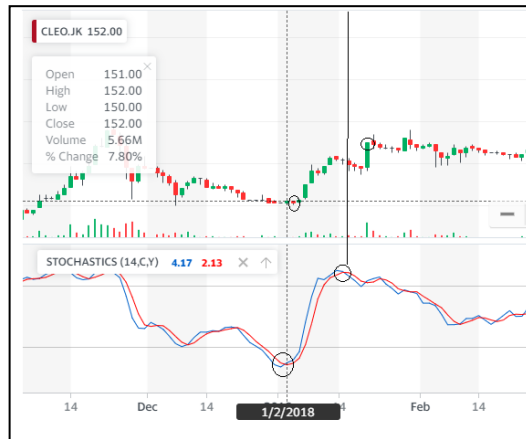 CLEO.JK 152.00
Open 151.00
High 152.00
Low 150.00
Close 152.00
Volume 5.66M
% Change 7.80%
STOCHASTICS (14,C,Y) 4.17 2.13
14 Dec 14 14 Feb
1/2/2018